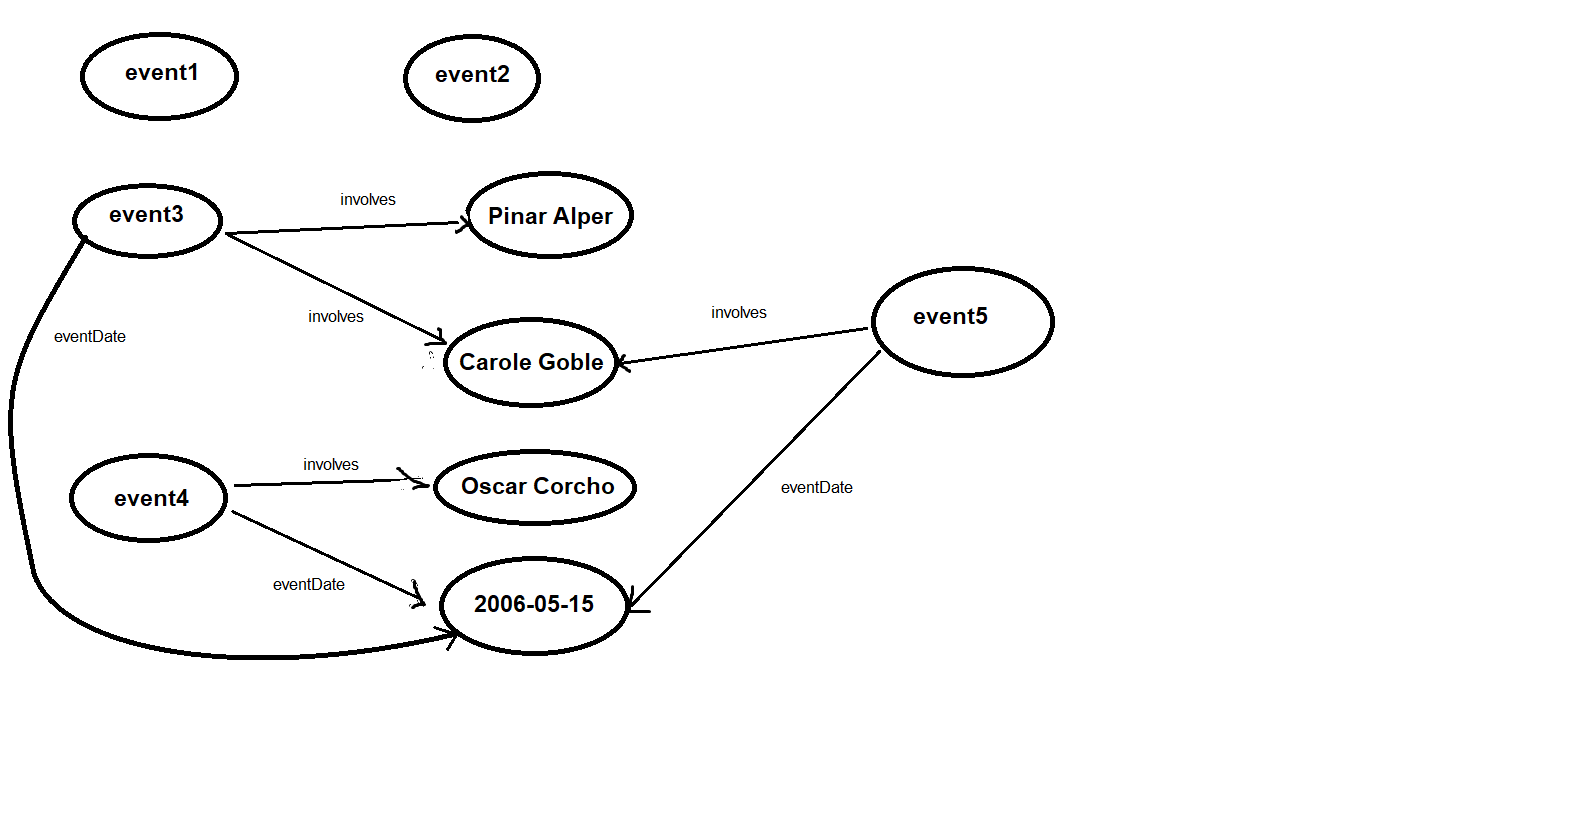 event1
event2
event3
involves
Pinar Alper
involves
eventDate
Carole Goble
involves
event5
event4
involves
Oscar Corcho
eventDate
eventDate
2006-05-15